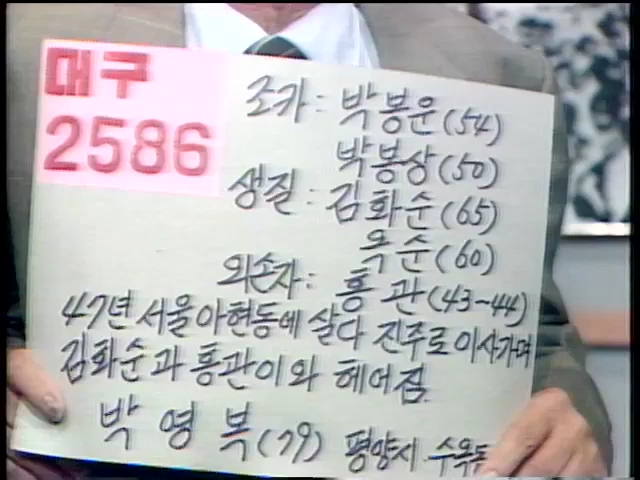 대구
2586
조카: 박봉운(54)
박봉상(50)
생질: 김화순(65)
옥순(60)
외손자: 홍관(43~44)
47년 서울아현동에 살다 진주로 이사가며
김화순과 홍관이와 헤어짐.
박영복(79) 평양시 수옥동